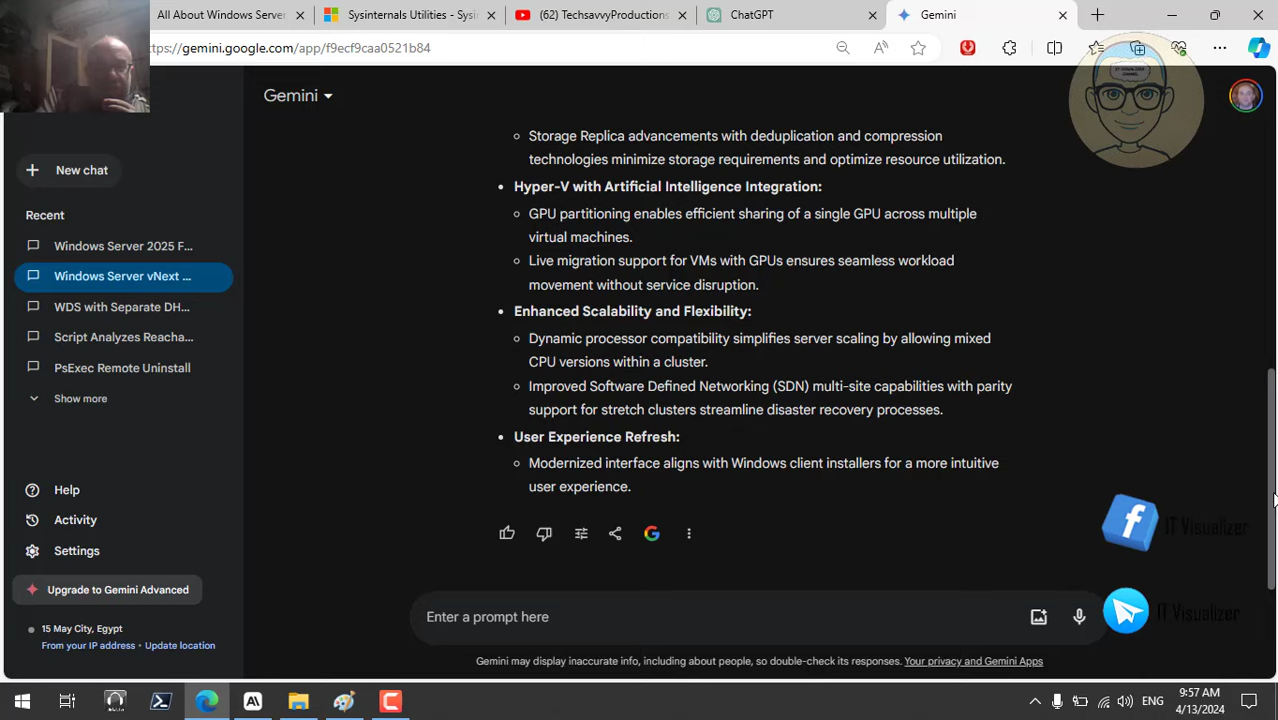 All About Windows Server
Sysinternals Utilities - Sysin
(62) TechsavvyProductions
ChatGPT
Gemini
ttps://gemini.google.com/app/f9ecf9caa0521b84
IT VISUALIZER
CHANNEL
Gemini
New chat
Recent
Windows Server 2025 F...
Windows Server vNext ...
WDS with Separate DH...
Script Analyzes Reacha...
PsExec Remote Uninstall
Show more
Help
Activity
Settings
Upgrade to Gemini Advanced
15 May City, Egypt
From your IP address • Update location
Storage Replica advancements with deduplication and compression
technologies minimize storage requirements and optimize resource utilization.
• Hyper-V with Artificial Intelligence Integration:
GPU partitioning enables efficient sharing of a single GPU across multiple
virtual machines.
Live migration support for VMs with GPUs ensures seamless workload
movement without service disruption.
• Enhanced Scalability and Flexibility:
Dynamic processor compatibility simplifies server scaling by allowing mixed
CPU versions within a cluster.
Improved Software Defined Networking (SDN) multi-site capabilities with parity
support for stretch clusters streamline disaster recovery processes.
• User Experience Refresh:
Modernized interface aligns with Windows client installers for a more intuitive
user experience.
IT Visualizer
IT Visualizer
Enter a prompt here
Gemini may display inaccurate info, including about people, so double-check its responses. Your privacy and Gemini Apps
ENG
9:57 AM
4/13/2024